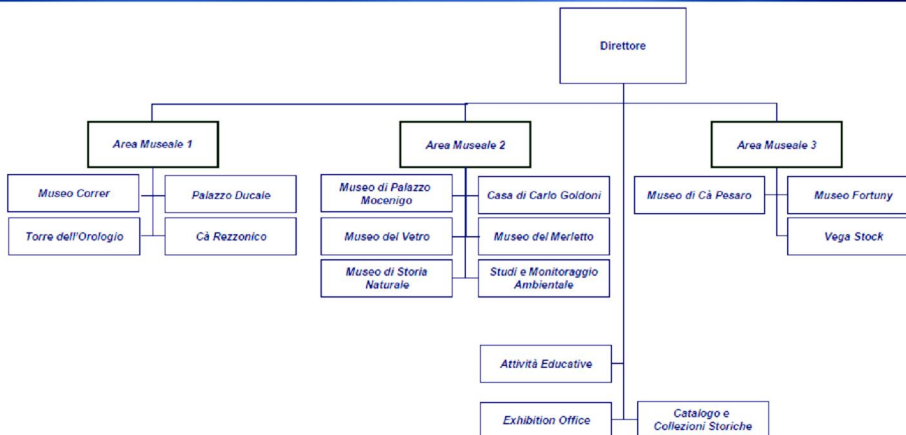 Direttore
Area Museale 1
Area Museale 2
Area Museale 3
Museo Correr
Palazzo Ducale
Museo di Palazzo
Mocenigo
Casa di Carlo Goldoni
Museo di Cà Pesaro
Museo Fortuny
Torre dell'Orologio
Cà Rezzonico
Museo del Vetro
Museo del Merletto
Vega Stock
Museo di Storia
Naturale
Studi e Monitoraggio
Ambientale
Attività Educative
Exhibition Office
Catalogo e
Collezioni Storiche